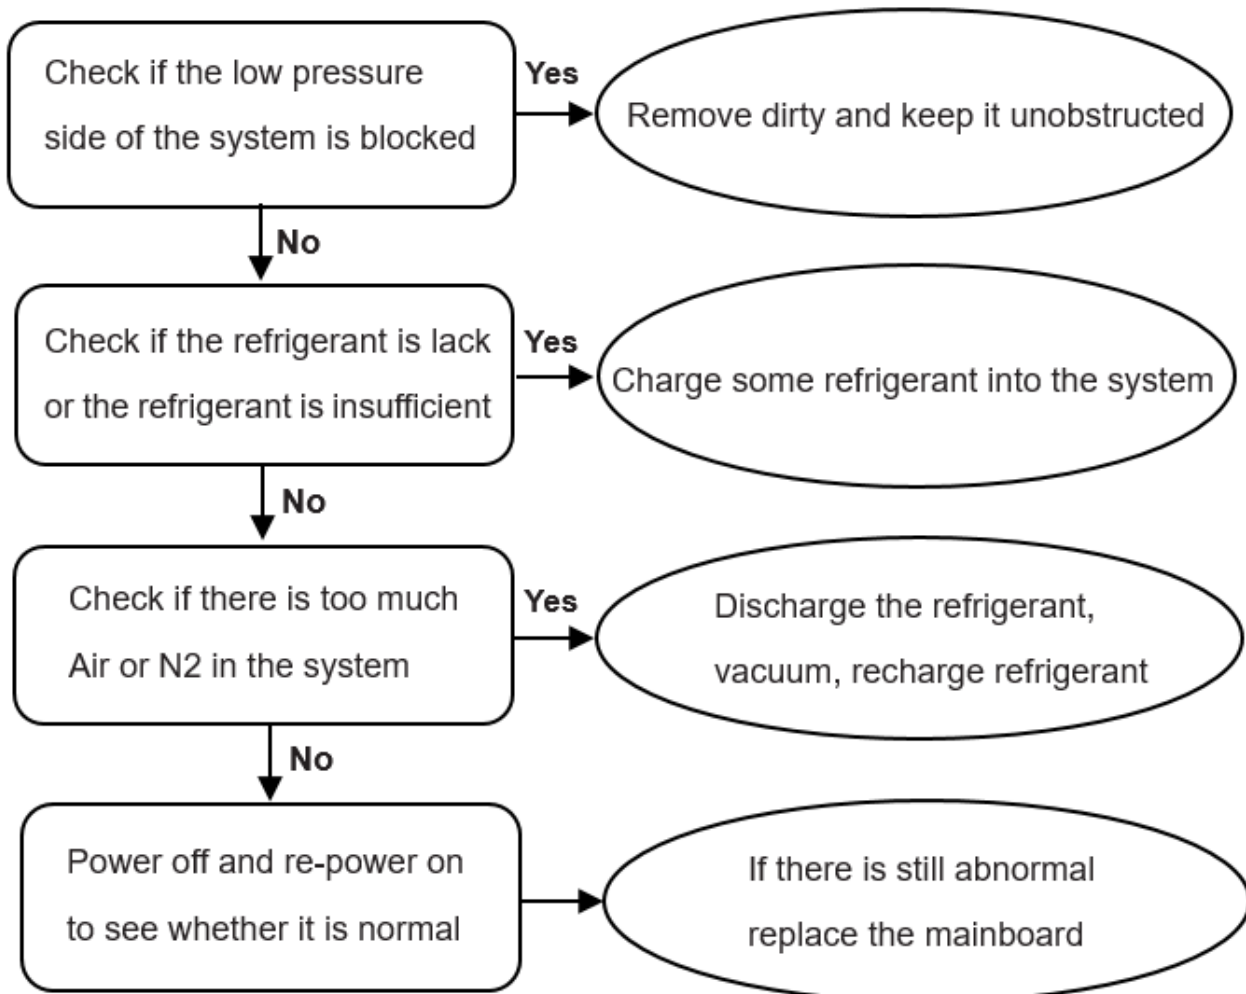 Check if the low pressure
side of the system is blocked
Yes
Remove dirty and keep it unobstructed
No
Check if the refrigerant is lack
or the refrigerant is insufficient
Yes
Charge some refrigerant into the system
No
Check if there is too much
Air or N2 in the system
Yes
Discharge the refrigerant,
vacuum, recharge refrigerant
No
Power off and re-power on
to see whether it is normal
If there is still abnormal
replace the mainboard